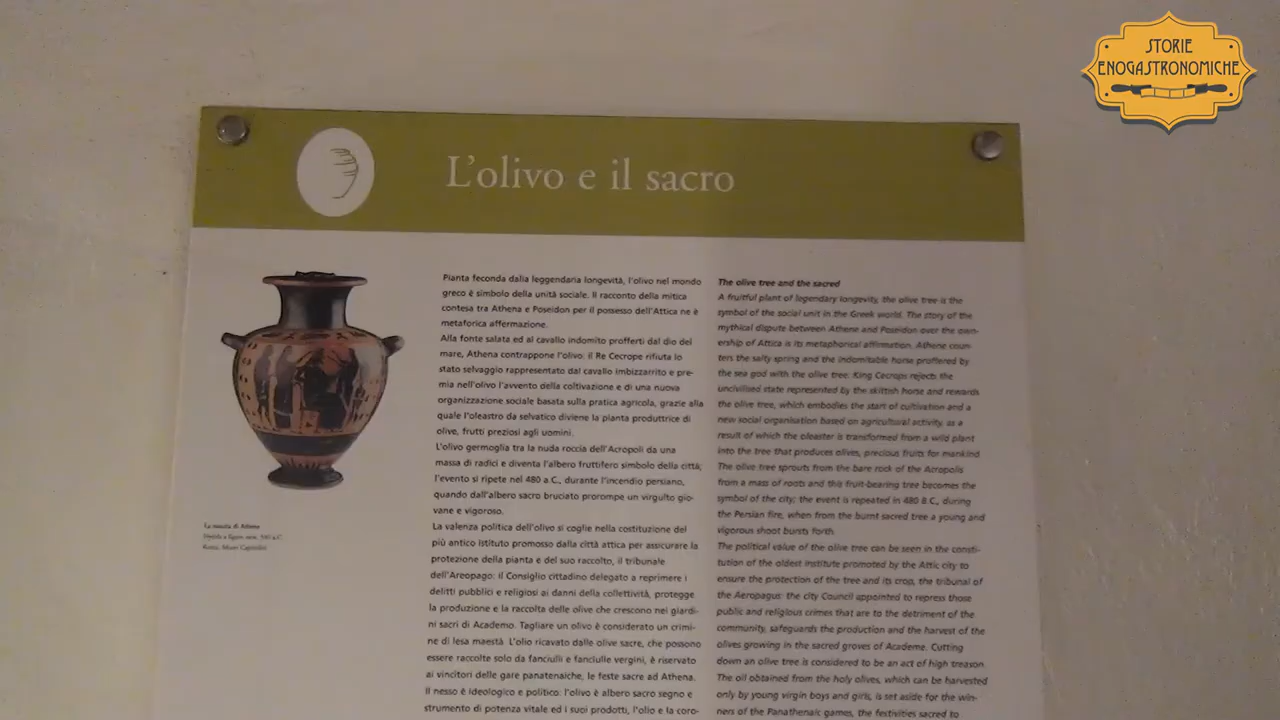 STORIE
ENOGASTRONOMICHE
L'olivo e il sacro
Pianta feconda dalla leggendaria longevità, l'olivo nel mondo
greco è simbolo della unità sociale. Il racconto della mitica
contesa tra Athena e Poseidon per il possesso dell'Attica ne è
metaforica affermazione.
Alla fonte salata ed al cavallo indomito profferti dal dio del
mare, Athena contrappone l'olivo: il Re Cecrope rifiuta lo
stato selvaggio rappresentato dal cavallo imbizzarrito e pre-
mia nell'olivo l'avvento della coltivazione e di una nuova
organizzazione sociale basata sulla pratica agricola, grazie alla
quale l'oleastro da selvatico diviene la pianta produttrice di
olive, frutti preziosi agli uomini.
L'olivo germoglia tra la nuda roccia dell'Acropoli da una
massa di radici e diventa l'albero fruttifero simbolo della città;
l'evento si ripete nel 480 a.C., durante l'incendio persiano,
quando dall'albero sacro bruciato prorompe un virgulto gio-
vane e vigoroso.
La valenza politica dell'olivo si coglie nella costituzione del
più antico istituto promosso dalla città attica per assicurare la
protezione della pianta e del suo raccolto, il tribunale
dell'Areopago: il Consiglio cittadino delegato a reprimere i
delitti pubblici e religiosi ai danni della collettività, protegge
la produzione e la raccolta delle olive che crescono nei giardi-
ni sacri di Academo. Tagliare un olivo è considerato un crimi-
ne di lesa maestà. L'olio ricavato dalle olive sacre, che possono
essere raccolte solo da fanciulli e fanciulle vergini, è riservato
ai vincitori delle gare panatenaiche, le feste sacre ad Athena.
Il nesso è ideologico e politico: l'olivo è albero sacro segno e
strumento di potenza vitale ed i suoi prodotti, l'olio e la coro-
The olive tree and the sacred
A fruitful plant of legendary longevity, the olive tree is the
symbol of the social unit in the Greek world. The story of the
mythical dispute between Athene and Poseidon over the own-
ership of Attica is its metaphorical affirmation. Athene coun-
ters the salty spring and the indomitable horse proffered by
the sea god with the olive tree. King Cecrops rejects the
uncivilised state represented by the skittish horse and rewards
the olive tree, which embodies the start of cultivation and a
new social organisation based on agricultural activity, as a
result of which the oleaster is transformed from a wild plant
into the tree that produces olives, precious fruits for mankind
The olive tree sprouts from the bare rock of the Acropolis
from a mass of roots and this fruit-bearing tree becomes the
symbol of the city; the event is repeated in 480 B.C., during
the Persian fire, when from the burnt sacred tree a young and
vigorous shoot bursts forth.
The political value of the olive tree can be seen in the consti-
tution of the oldest institute promoted by the Attic city to
ensure the protection of the tree and its crop, the tribunal of
the Aeropagus: the city Council appointed to repress those
public and religious crimes that are to the detriment of the
community, safeguards the production and the harvest of the
olives growing in the sacred groves of Academe. Cutting
down an olive tree is considered to be an act of high treason.
The oil obtained from the holy olives, which can be harvested
only by young virgin boys and girls, is set aside for the win-
ners of the Panathenaic games, the festivities sacred to
La nascita di Athena
Roma, Musei Capitolini